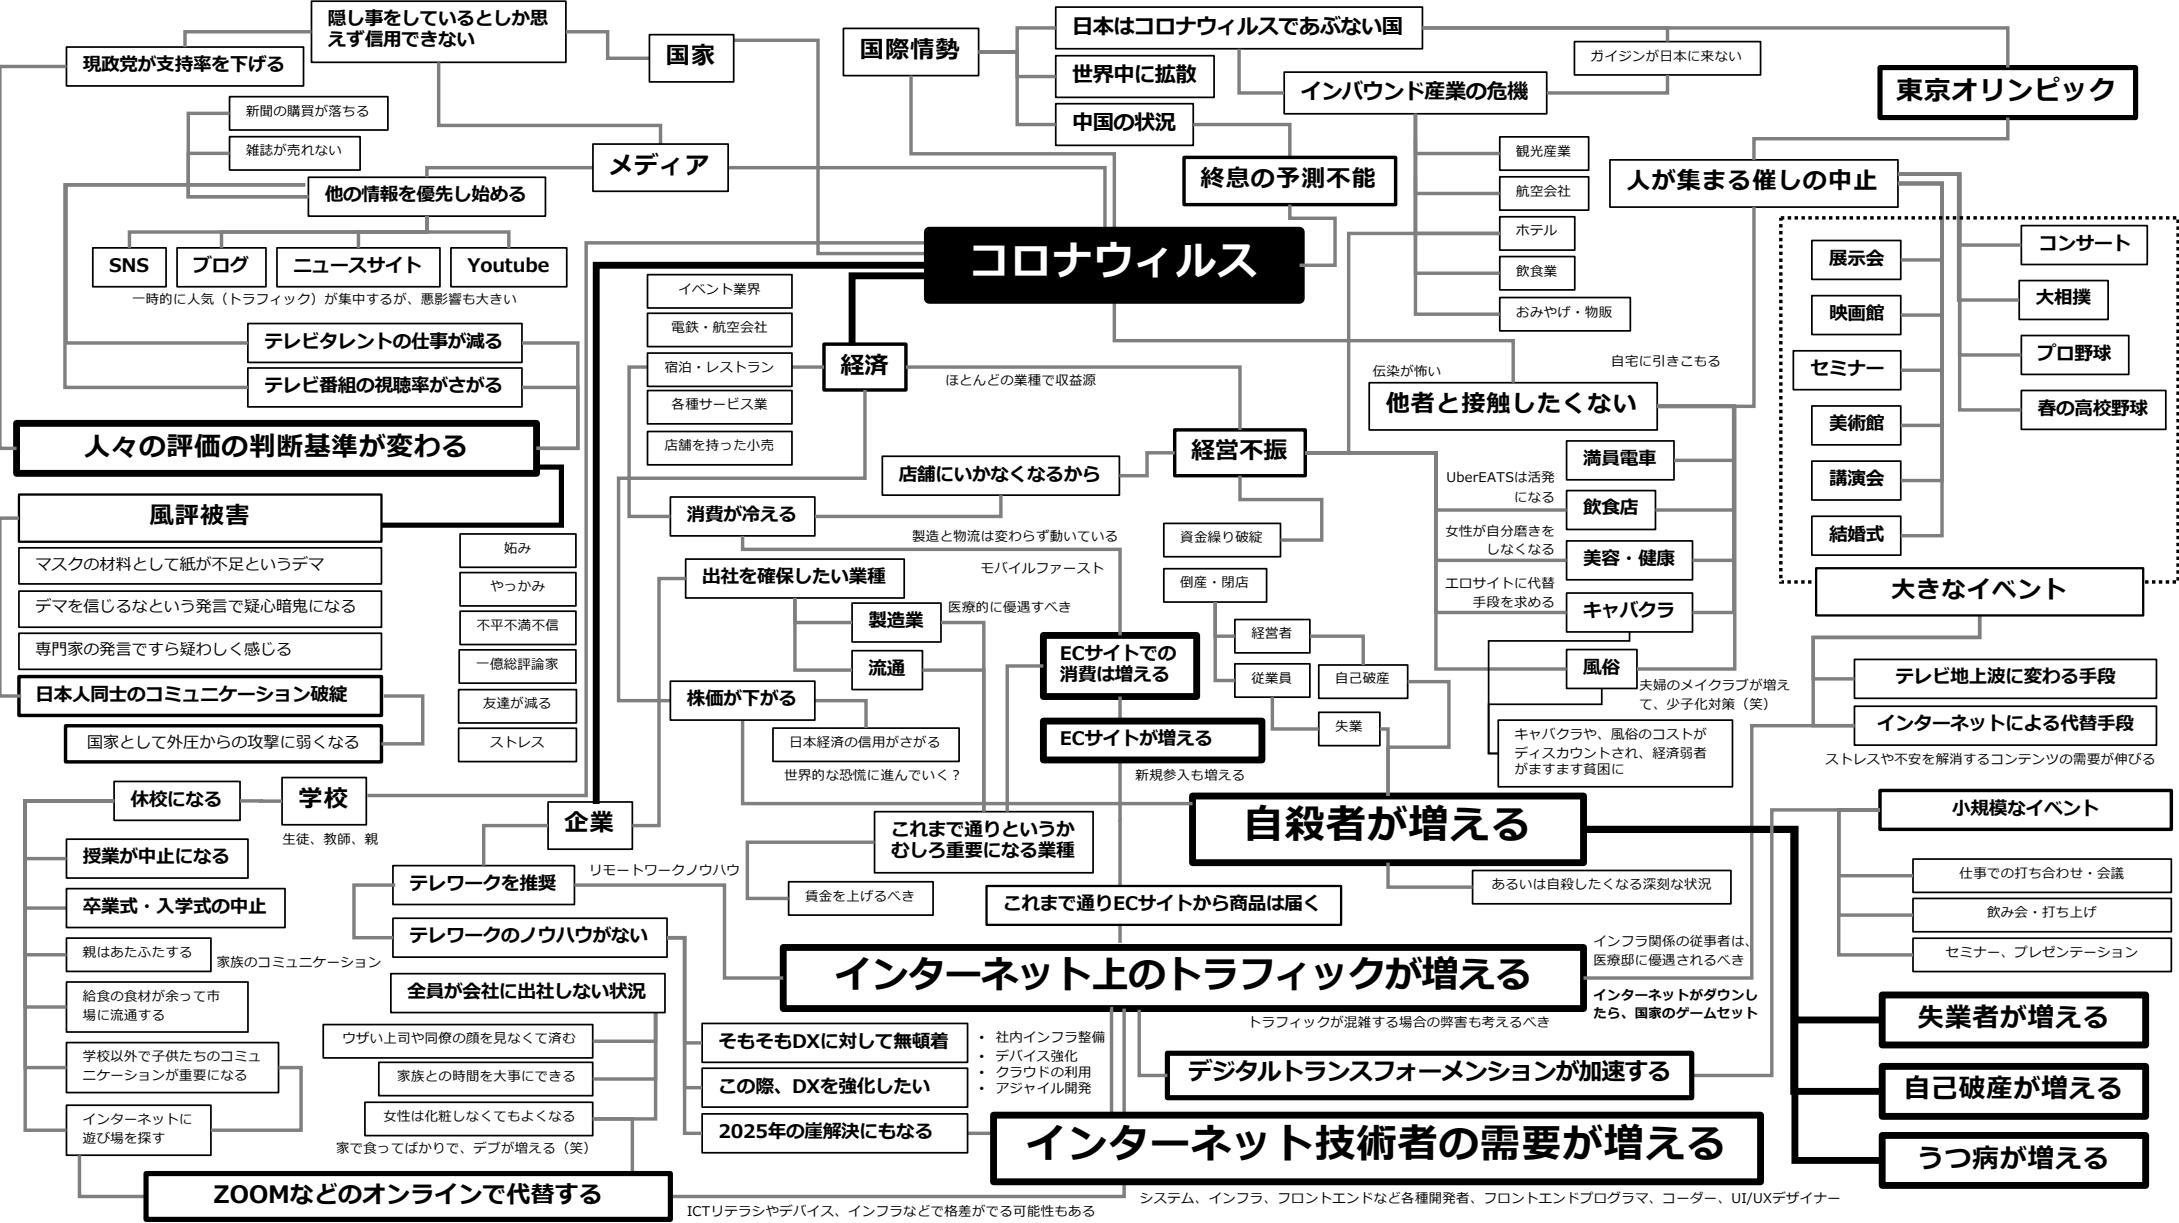 隠し事をしているとしか思
えず信用できない
現政党が支持率を下げる
国家
新聞の購買が落ちる
雑誌が売れない
メディア
他の情報を優先し始める
SNS
ブログ
ニュースサイト
Youtube
一時的に人気（トラフィック）が集中するが、悪影響も大きい
テレビタレントの仕事が減る
テレビ番組の視聴率がさがる
人々の評価の判断基準が変わる
国際情勢
日本はコロナウィルスであぶない国
世界中に拡散
中国の状況
終息の予測不能
インバウンド産業の危機
ガイジンが日本に来ない
東京オリンピック
観光産業
航空会社
ホテル
飲食業
おみやげ・物販
人が集まる催しの中止
コロナウィルス
展示会
映画館
セミナー
美術館
講演会
結婚式
コンサート
大相撲
プロ野球
春の高校野球
大きなイベント
イベント業界
電鉄・航空会社
宿泊・レストラン
各種サービス業
店舗を持った小売
経済
ほとんどの業種で収益源
伝染が怖い
自宅に引きこもる
他者と接触したくない
経営不振
店舗にいかなくなるから
消費が冷える
製造と物流は変わらず動いている
モバイルファースト
資金繰り破綻
倒産・閉店
経営者
従業員
自己破産
失業
満員電車
UberEATSは活発
になる
飲食店
女性が自分磨きを
しなくなる
美容・健康
エロサイトに代替
手段を求める
キャバクラ
風俗
夫婦のメイクラブが増え
て、少子化対策（笑）
キャバクラや、風俗のコストが
ディスカウントされ、経済弱者
がますます貧困に
風評被害
マスクの材料として紙が不足というデマ
デマを信じるなという発言で疑心暗鬼になる
専門家の発言ですら疑わしく感じる
日本人同士のコミュニケーション破綻
国家として外圧からの攻撃に弱くなる
妬み
やっかみ
不平不満不信
一億総評論家
友達が減る
ストレス
出社を確保したい業種
製造業
流通
医療的に優遇すべき
株価が下がる
日本経済の信用がさがる
世界的な恐慌に進んでいく？
ECサイトでの
消費は増える
ECサイトが増える
新規参入も増える
テレビ地上波に変わる手段
インターネットによる代替手段
ストレスや不安を解消するコンテンツの需要が伸びる
学校
生徒、教師、親
休校になる
授業が中止になる
卒業式・入学式の中止
親はあたふたする
家族のコミュニケーション
給食の食材が余って市
場に流通する
学校以外で子供たちのコミュ
ニケーションが重要になる
インターネットに
遊び場を探す
企業
テレワークを推奨
リモートワークノウハウ
テレワークのノウハウがない
全員が会社に出社しない状況
ウザい上司や同僚の顔を見なくて済む
家族との時間を大事にできる
女性は化粧しなくてもよくなる
家で食ってばかりで、デブが増える（笑）
ZOOMなどのオンラインで代替する
ICTリテラシやデバイス、インフラなどで格差がでる可能性もある
これまで通りというか
むしろ重要になる業種
賃金を上げるべき
これまで通りECサイトから商品は届く
自殺者が増える
あるいは自殺したくなる深刻な状況
小規模なイベント
仕事での打ち合わせ・会議
飲み会・打ち上げ
セミナー、プレゼンテーション
インターネット上のトラフィックが増える
インフラ関係の従事者は、
医療邸に優遇されるべき
インターネットがダウンし
たら、国家のゲームセット
トラフィックが混雑する場合の弊害も考えるべき
そもそもDXに対して無頓着
この際、DXを強化したい
2025年の崖解決にもなる
• 社内インフラ整備
• デバイス強化
• クラウドの利用
• アジャイル開発
デジタルトランスフォーメンションが加速する
インターネット技術者の需要が増える
システム、インフラ、フロントエンドなど各種開発者、フロントエンドプログラマ、コーダー、UI/UXデザイナー
失業者が増える
自己破産が増える
うつ病が増える